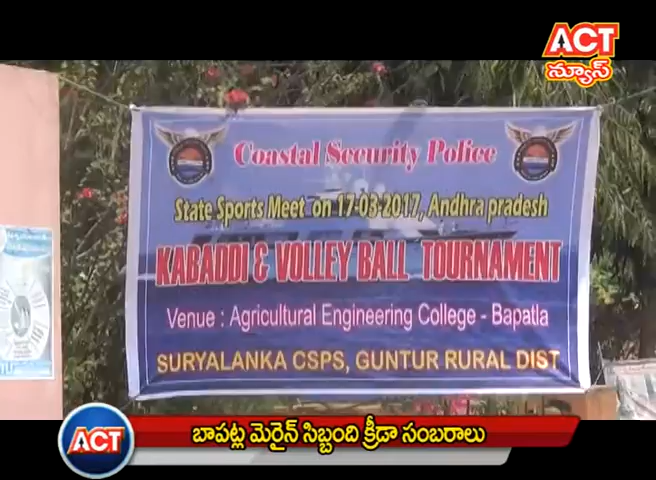 ACT
న్యూస్
Coastal Security Police
State Sports Meet on 17-03-2017, Andhra pradesh
KABADDI & VOLLEY BALL TOURNAMENT
Venue : Agricultural Engineering College - Bapatla
SURYALANKA CSPS, GUNTUR RURAL DIST
ACT
బాపట్ల మెరైన్ సిబ్బంది క్రీడా సంబరాలు